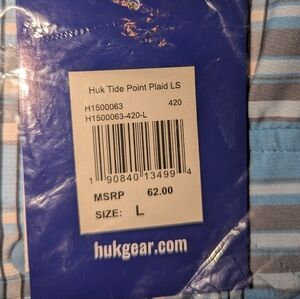 Huk Tide Point Plaid LS
H1500063 420
H1500063-420-L
1 90840 13499 4
MSRP 62.00
SIZE: L
hukgear.com